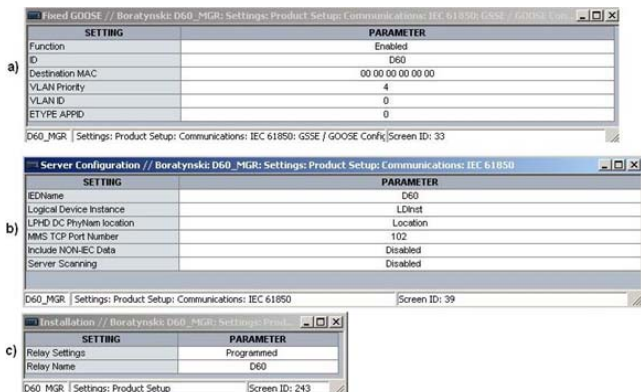 a)
Fixed GOOSE // Boratynski: D60_MGR: Settings: Product Setup: Communications: IEC 61850: GSSE / GOOSE Con...
SETTING PARAMETER
Function Enabled
ID D60
Destination MAC 00 00 00 00 00 00
VLAN Priority 4
VLAN ID 0
ETYPE APPID 0
D60_MGR Settings: Product Setup: Communications: IEC 61850: GSSE / GOOSE Config Screen ID: 33
b)
Server Configuration // Boratynski: D60_MGR: Settings: Product Setup: Communications: IEC 61850
SETTING PARAMETER
IEDName D60
Logical Device Instance LDInst
LPHD DC PhyNam location Location
MMS TCP Port Number 102
Include NON-IEC Data Disabled
Server Scanning Disabled
D60_MGR Settings: Product Setup: Communications: IEC 61850 Screen ID: 39
c)
Installation // Boratynski: D60_MGR: Settings: Prod...
SETTING PARAMETER
Relay Settings Programmed
Relay Name D60
D60_MGR Settings: Product Setup Screen ID: 243